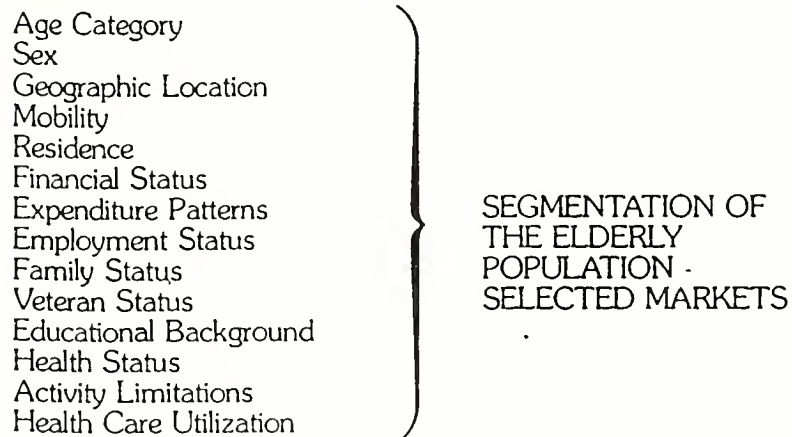 Age Category
Sex
Geographic Location
Mobility
Residence
Financial Status
Expenditure Patterns
Employment Status
Family Status
Veteran Status
Educational Background
Health Status
Activity Limitations
Health Care Utilization
SEGMENTATION OF
THE ELDERLY
POPULATION -
SELECTED MARKETS